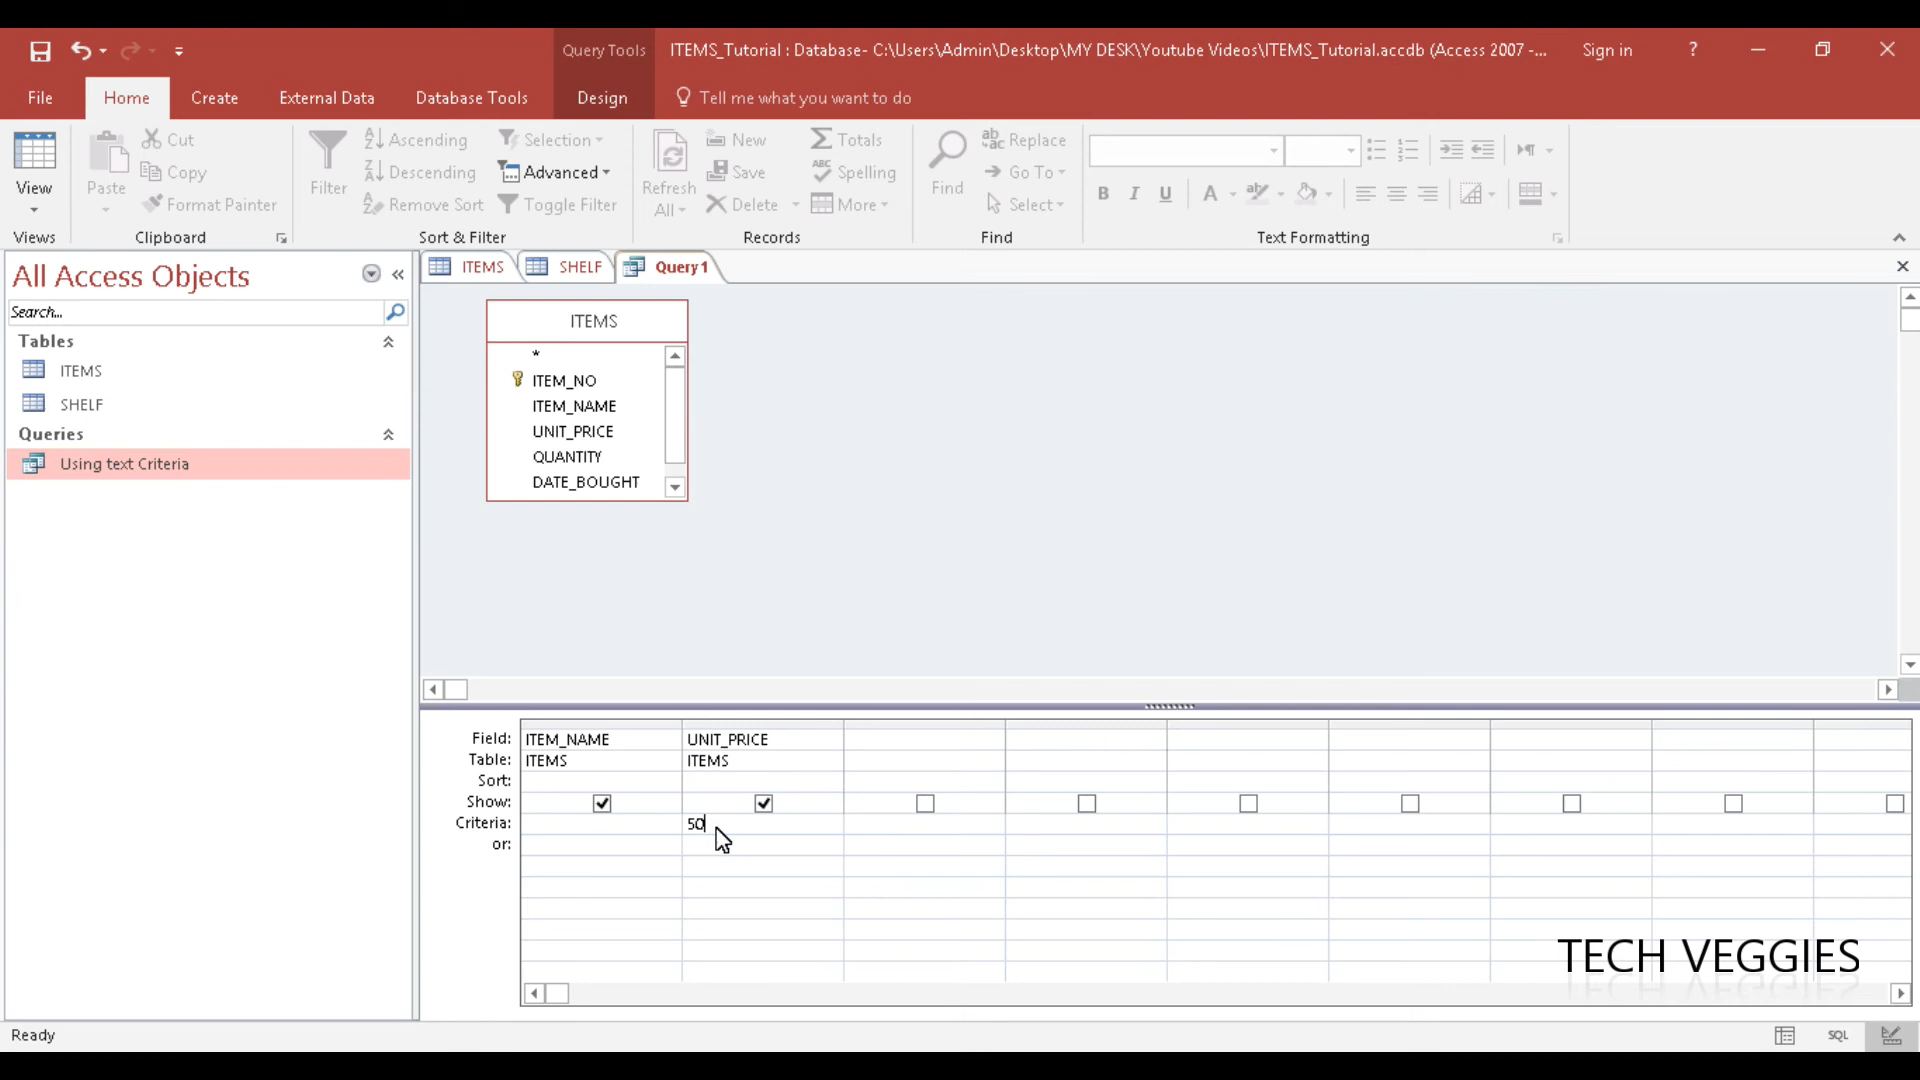 Query Tools
ITEMS_Tutorial : Database- C:\Users\Admin\Desktop\MY DESK\Youtube Videos\ITEMS_Tutorial.accdb (Access 2007 -...
Sign in
?
File
Home
Create
External Data
Database Tools
Design
Tell me what you want to do
View
Paste
Cut
Copy
Format Painter
Filter
Ascending
Descending
Remove Sort
Selection
Advanced
Toggle Filter
Refresh
All
New
Save
Delete
Totals
Spelling
More
Find
Replace
Go To
Select
B I U A
Views
Clipboard
Sort & Filter
Records
Find
Text Formatting
All Access Objects
Search...
Tables
ITEMS
SHELF
Queries
Using text Criteria
ITEMS
SHELF
Query1
ITEMS
*
ITEM_NO
ITEM_NAME
UNIT_PRICE
QUANTITY
DATE_BOUGHT
Field: ITEM_NAME UNIT_PRICE
Table: ITEMS ITEMS
Sort:
Show:
Criteria: 50
or:
TECH VEGGIES
Ready
SQL